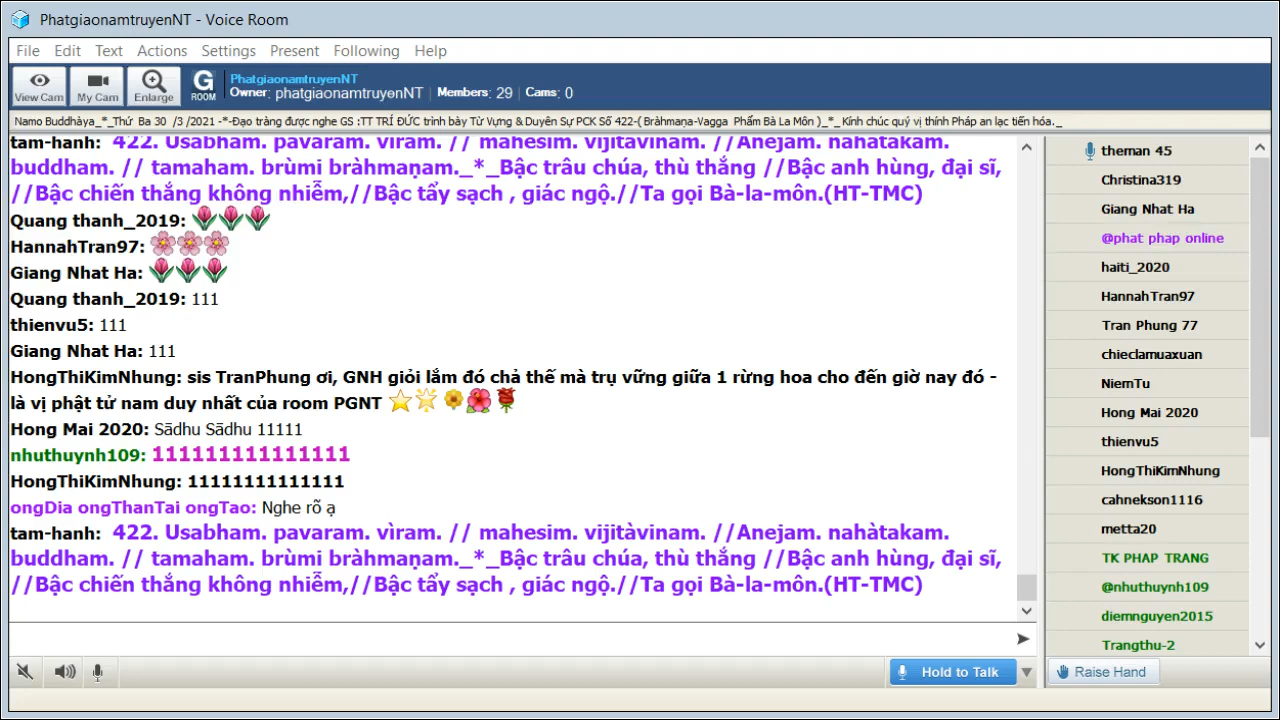 PhatgiaonamtruyenNT - Voice Room
File Edit Text Actions Settings Present Following Help
View Cam My Cam Enlarge G ROOM
PhatgiaonamtruyenNT
Owner: phatgiaonamtruyenNT Members: 29 Cams: 0
Namo Buddhàya_*_Thứ Ba 30 /3 /2021 -*-Đạo tràng được nghe GS :TT TRÍ ĐỨC trình bày Từ Vựng & Duyên Sự PCK Số 422-( Bràhmaṇa-Vagga Phẩm Bà La Môn )_*_ Kính chúc quý vị thính Pháp an lạc tiến hóa._
tam-hanh: 422. Usabham. pavaram. vìram. // mahesim. vijitàvinam. //Anejam. nahàtakam.
buddham. // tamaham. brùmi bràhmaṇam._*_Bậc trâu chúa, thù thắng //Bậc anh hùng, đại sĩ,
//Bậc chiến thắng không nhiễm,//Bậc tẩy sạch , giác ngộ.//Ta gọi Bà-la-môn.(HT-TMC)
Quang thanh_2019:
HannahTran97:
Giang Nhat Ha:
Quang thanh_2019: 111
thienvu5: 111
Giang Nhat Ha: 111
HongThiKimNhung: sis TranPhung ơi, GNH giỏi lắm đó chả thế mà trụ vững giữa 1 rừng hoa cho đến giờ nay đó -
là vị phật tử nam duy nhất của room PGNT
Hong Mai 2020: Sādhu Sādhu 11111
nhuthuynh109: 111111111111111
HongThiKimNhung: 11111111111111
ongDia ongThanTai ongTao: Nghe rõ ạ
tam-hanh: 422. Usabham. pavaram. vìram. // mahesim. vijitàvinam. //Anejam. nahàtakam.
buddham. // tamaham. brùmi bràhmaṇam._*_Bậc trâu chúa, thù thắng //Bậc anh hùng, đại sĩ,
//Bậc chiến thắng không nhiễm,//Bậc tẩy sạch , giác ngộ.//Ta gọi Bà-la-môn.(HT-TMC)
Hold to Talk
theman 45
Christina319
Giang Nhat Ha
@phat phap online
haiti_2020
HannahTran97
Tran Phung 77
chieclamuaxuan
NiemTu
Hong Mai 2020
thienvu5
HongThiKimNhung
cahnekson1116
metta20
TK PHAP TRANG
@nhuthuynh109
diemnguyen2015
Trangthu-2
Raise Hand